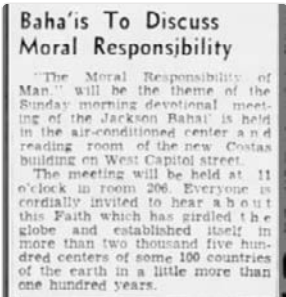 Baha'is To Discuss
Moral Responsibility
"The Moral Responsibility of
Man." will be the theme of the
Sunday morning devotional meet-
ing of the Jackson Bahai' is held
in the air-conditioned center and
reading room of the new Costas
building on West Capitol street.
The meeting will be held at 11
o'clock in room 206. Everyone is
cordially invited to hear about
this Faith which has girdled the
globe and established itself in
more than two thousand five hun-
dred centers of some 100 countries
of the earth in a little more than
one hundred years.